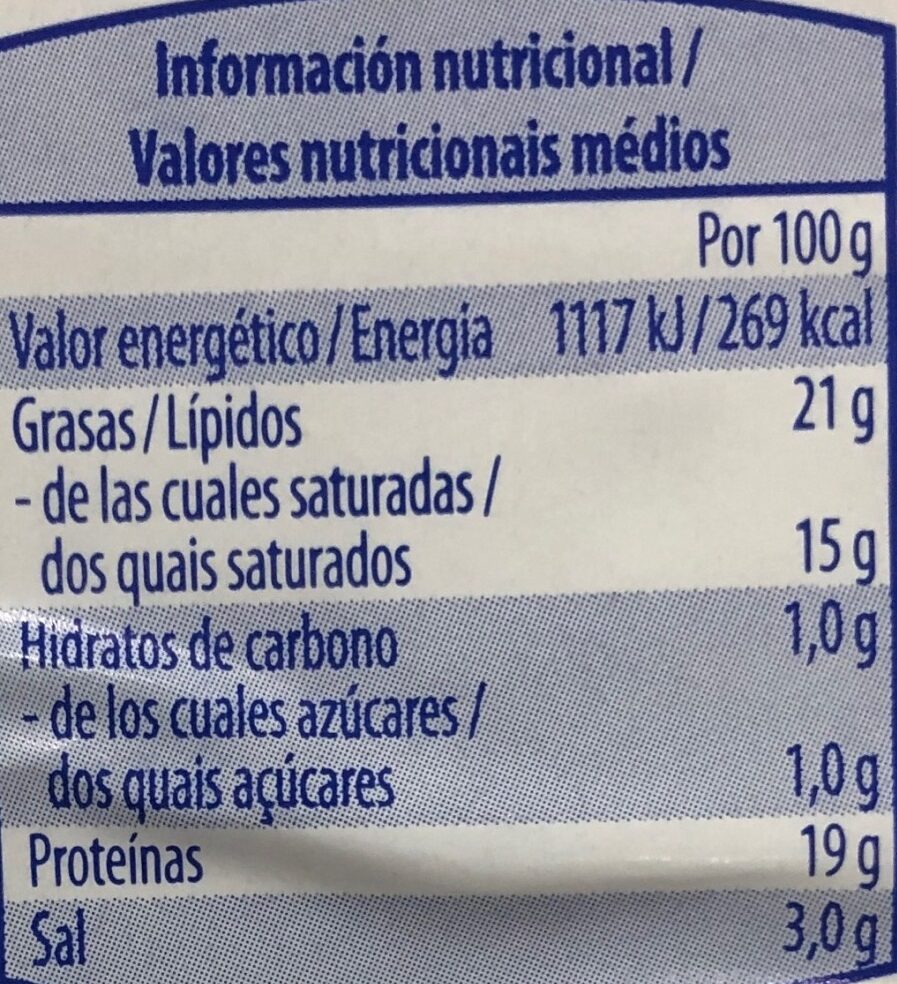 Información nutricional /
Valores nutricionais médios
Por 100 g
Valor energético / Energia 1117 kJ / 269 kcal
Grasas / Lípidos 21 g
- de las cuales saturadas /
dos quais saturados 15 g
Hidratos de carbono 1,0 g
- de los cuales azúcares /
dos quais açúcares 1,0 g
Proteínas 19 g
Sal 3,0 g